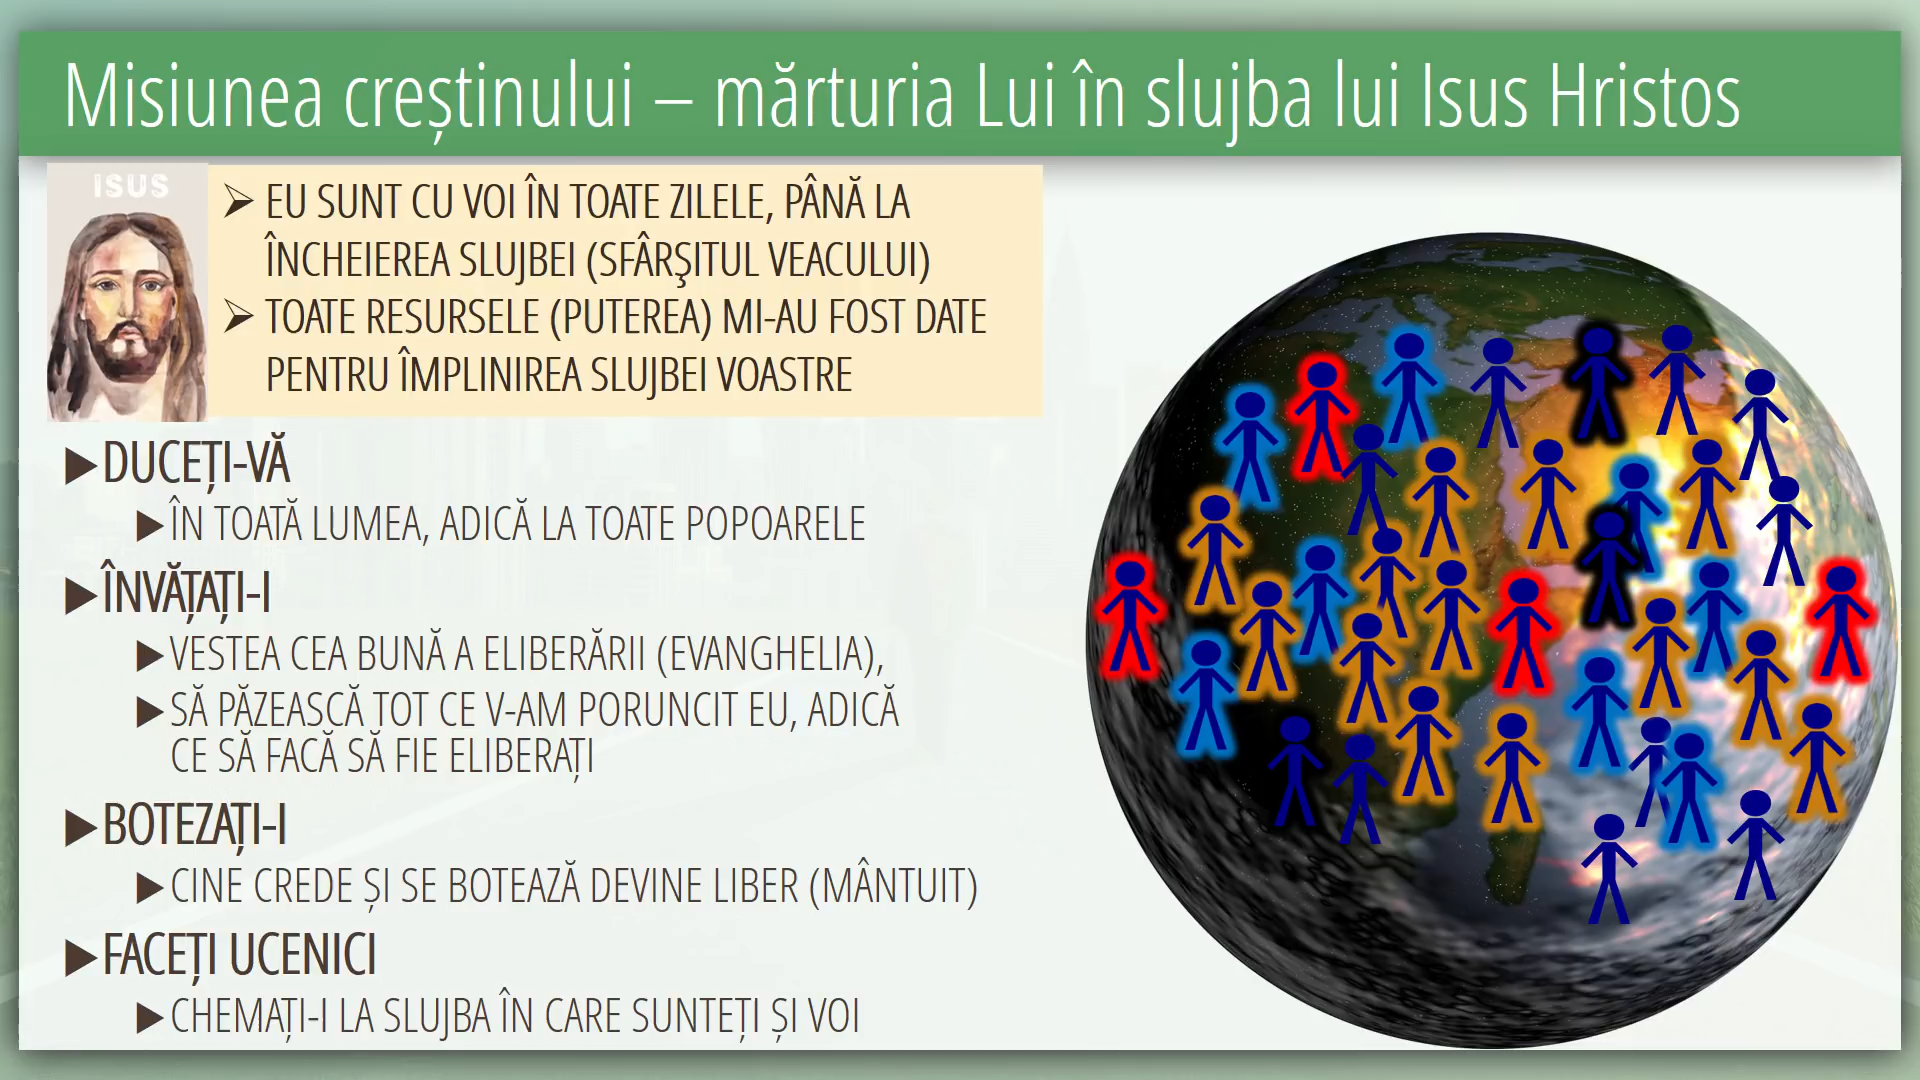 Misiunea creștinului – mărturia Lui în slujba lui Isus Hristos
ISUS
EU SUNT CU VOI ÎN TOATE ZILELE, PÂNĂ LA
ÎNCHEIEREA SLUJBEI (SFÂRŞITUL VEACULUI)
TOATE RESURSELE (PUTEREA) MI-AU FOST DATE
PENTRU ÎMPLINIREA SLUJBEI VOASTRE
DUCEȚI-VĂ
ÎN TOATĂ LUMEA, ADICĂ LA TOATE POPOARELE
ÎNVĂȚAȚI-I
VESTEA CEA BUNĂ A ELIBERĂRII (EVANGHELIA),
SĂ PĂZEASCĂ TOT CE V-AM PORUNCIT EU, ADICĂ
CE SĂ FACĂ SĂ FIE ELIBERAȚI
BOTEZAȚI-I
CINE CREDE ȘI SE BOTEAZĂ DEVINE LIBER (MÂNTUIT)
FACEȚI UCENICI
CHEMAȚI-I LA SLUJBA ÎN CARE SUNTEȚI ȘI VOI